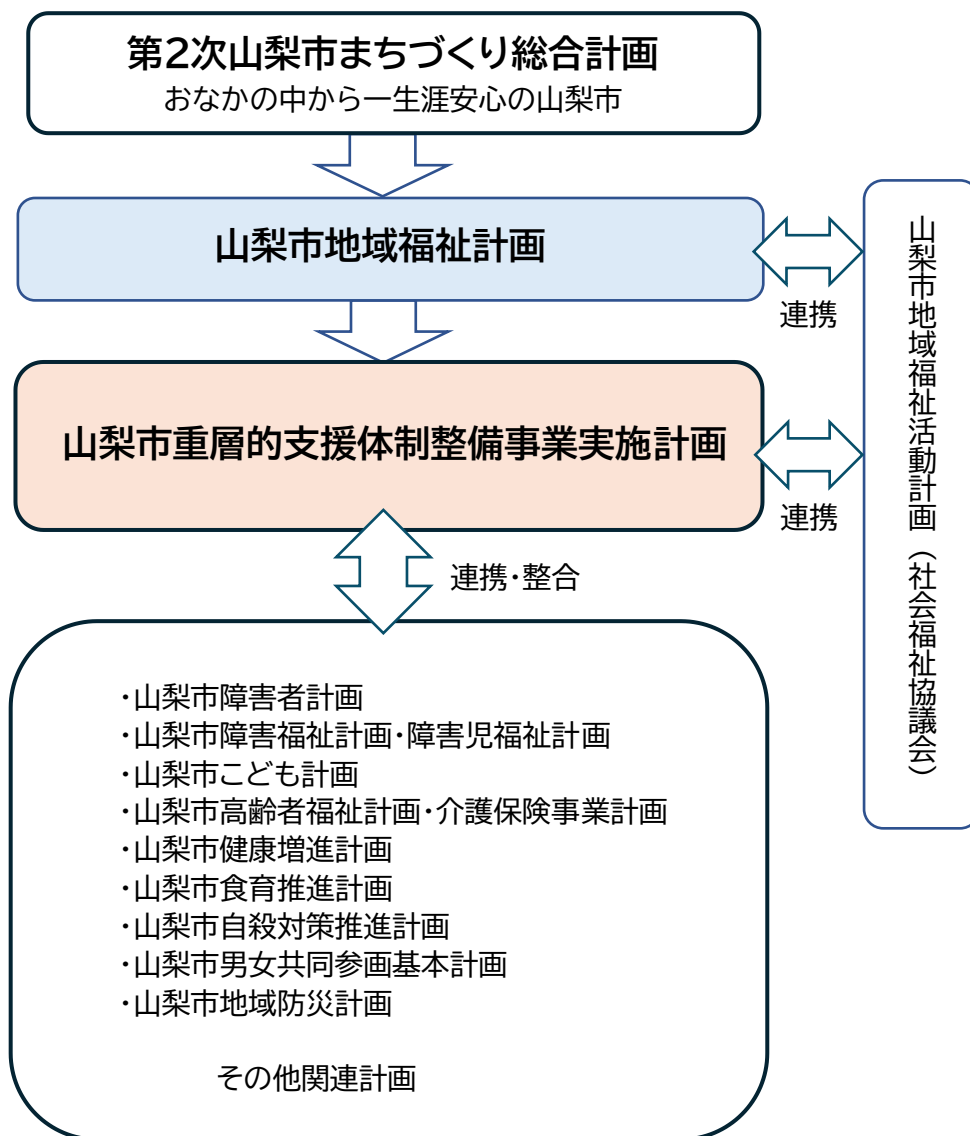 第2次山梨市まちづくり総合計画
おなかの中から一生涯安心の山梨市
山梨市地域福祉計画
連携
山梨市重層的支援体制整備事業実施計画
連携
山梨市地域福祉活動計画（社会福祉協議会）
連携・整合
・山梨市障害者計画
・山梨市障害福祉計画・障害児福祉計画
・山梨市こども計画
・山梨市高齢者福祉計画・介護保険事業計画
・山梨市健康増進計画
・山梨市食育推進計画
・山梨市自殺対策推進計画
・山梨市男女共同参画基本計画
・山梨市地域防災計画
その他関連計画